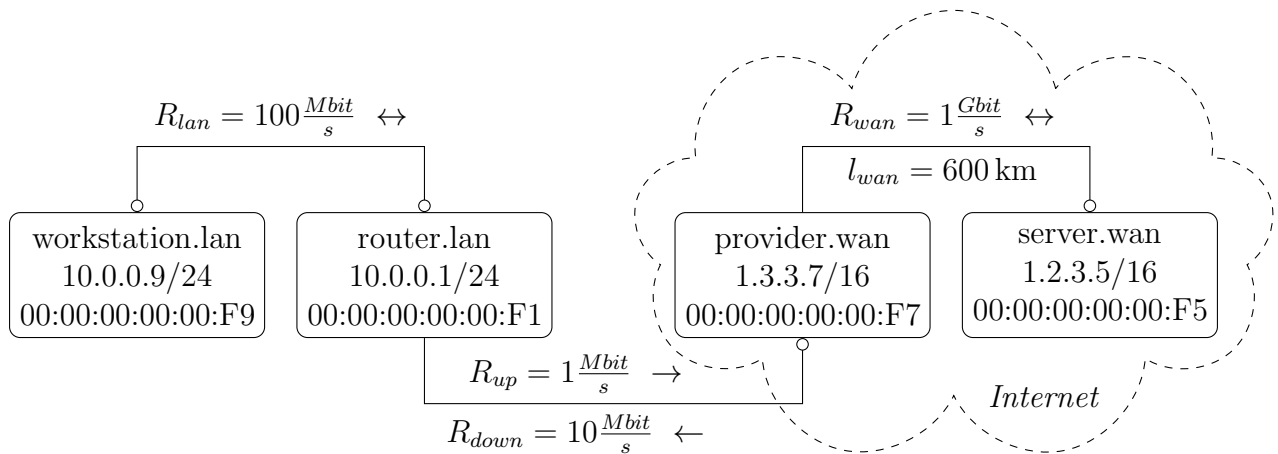 R_lan = 100 Mbit/s ↔
R_wan = 1 Gbit/s ↔
l_wan = 600 km
workstation.lan
10.0.0.9/24
00:00:00:00:00:F9
router.lan
10.0.0.1/24
00:00:00:00:00:F1
provider.wan
1.3.3.7/16
00:00:00:00:00:F7
server.wan
1.2.3.5/16
00:00:00:00:00:F5
R_up = 1 Mbit/s →
R_down = 10 Mbit/s ←
Internet